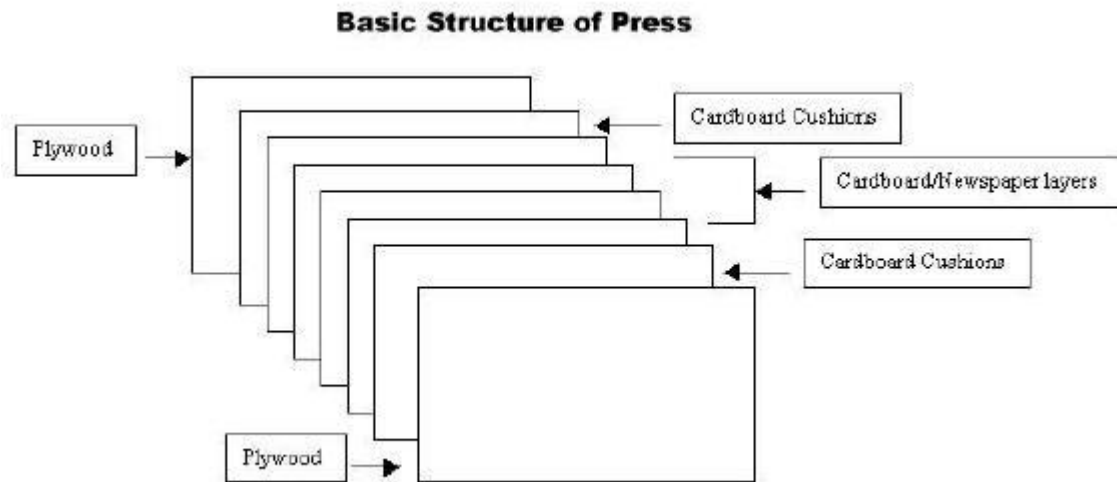 Basic Structure of Press
Cardboard Cushions
Plywood
Cardboard/Newspaper layers
Cardboard Cushions
Plywood